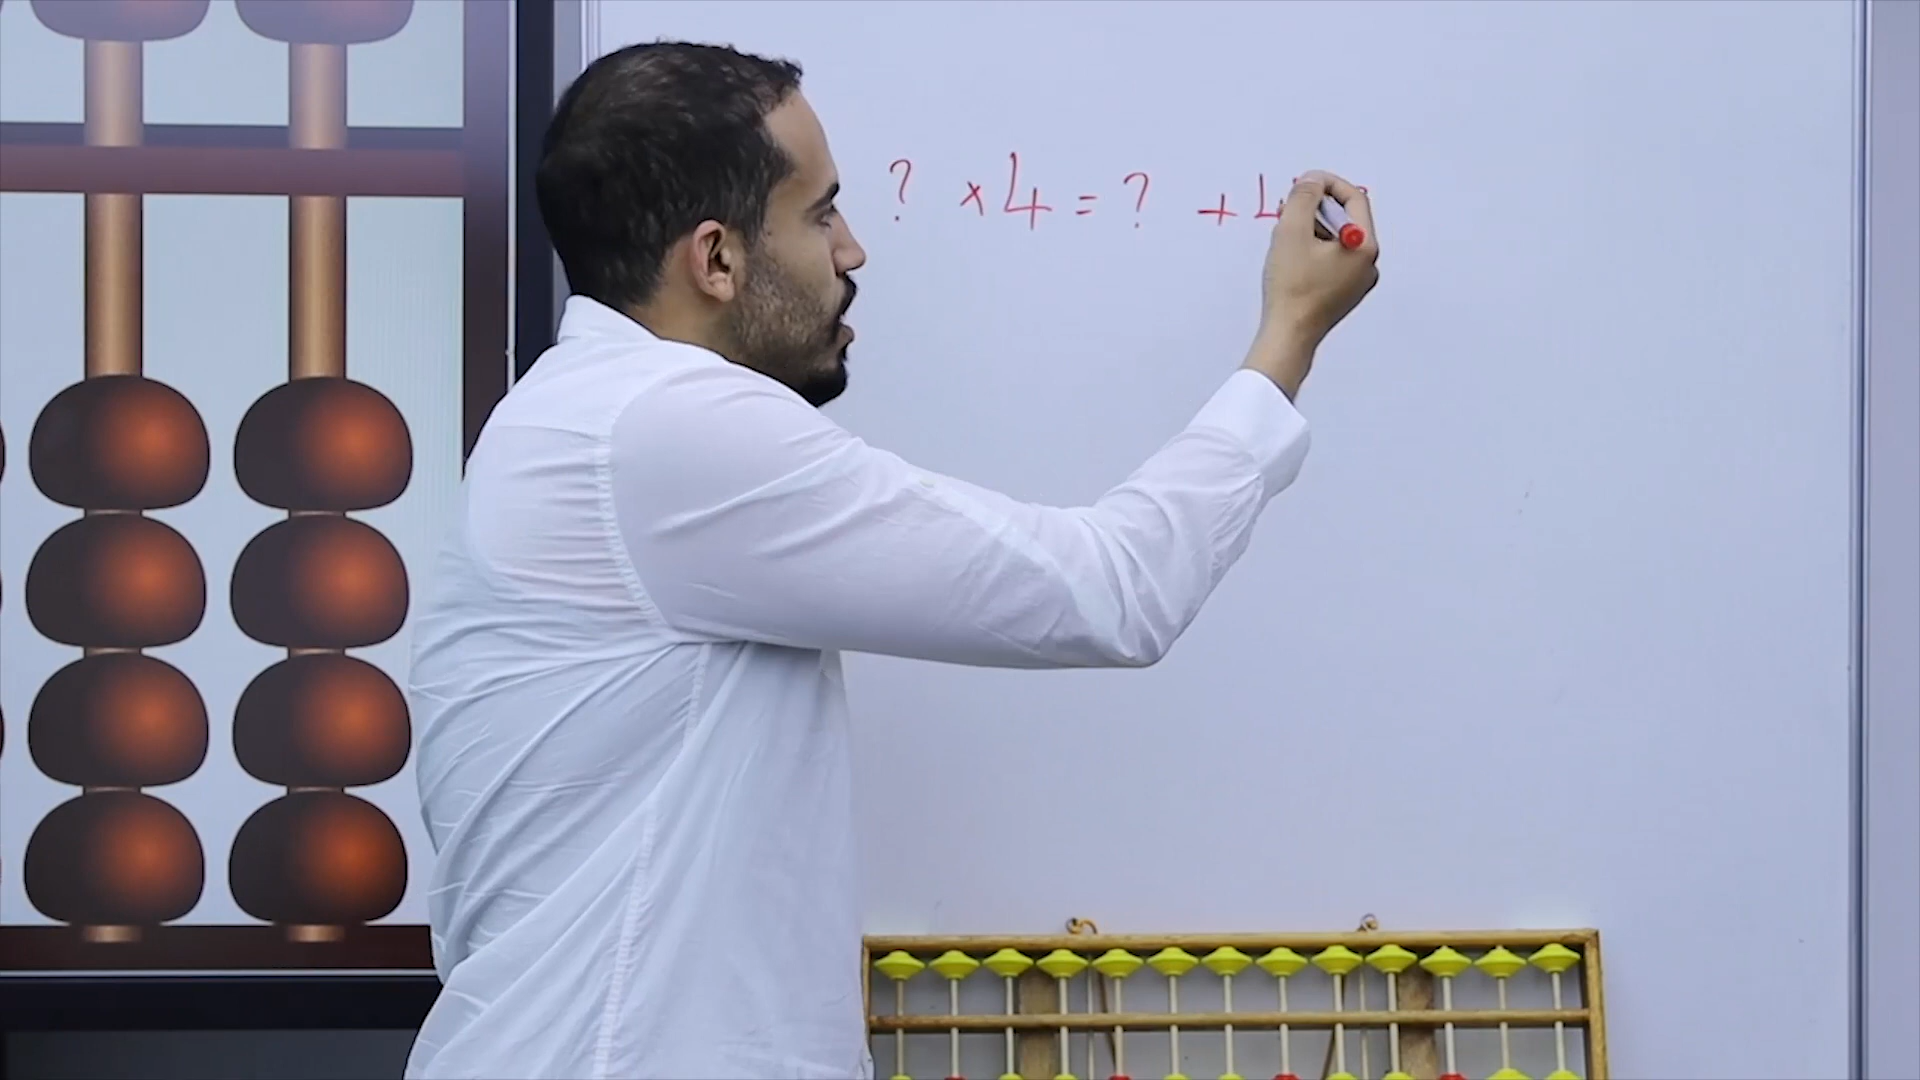 ? × 4 = ? + 4